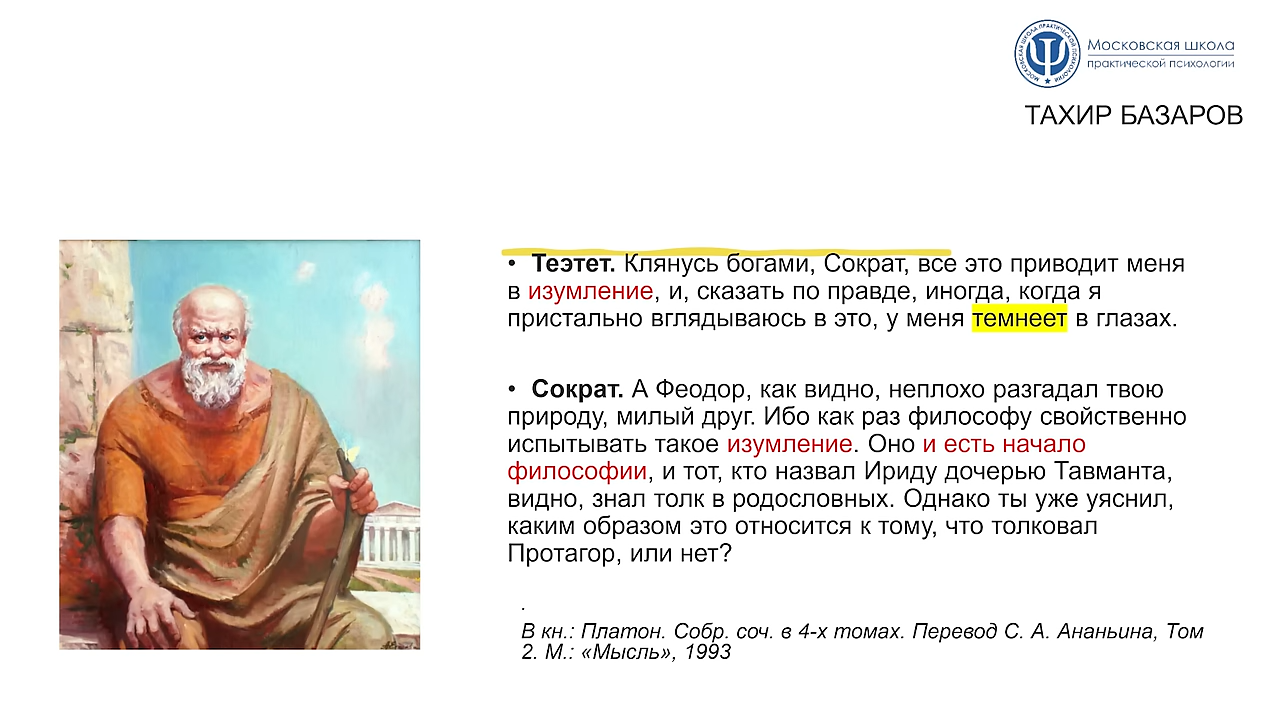 МОСКОВСКАЯ ШКОЛА ПРАКТИЧЕСКОЙ ПСИХОЛОГИИ
Московская школа
практической психологии
ТАХИР БАЗАРОВ
• Теэтет. Клянусь богами, Сократ, все это приводит меня
в изумление, и, сказать по правде, иногда, когда я
пристально вглядываюсь в это, у меня темнеет в глазах.
• Сократ. А Феодор, как видно, неплохо разгадал твою
природу, милый друг. Ибо как раз философу свойственно
испытывать такое изумление. Оно и есть начало
философии, и тот, кто назвал Ириду дочерью Тавманта,
видно, знал толк в родословных. Однако ты уже уяснил,
каким образом это относится к тому, что толковал
Протагор, или нет?
.
В кн.: Платон. Собр. соч. в 4-х томах. Перевод С. А. Ананьина, Том
2. М.: «Мысль», 1993